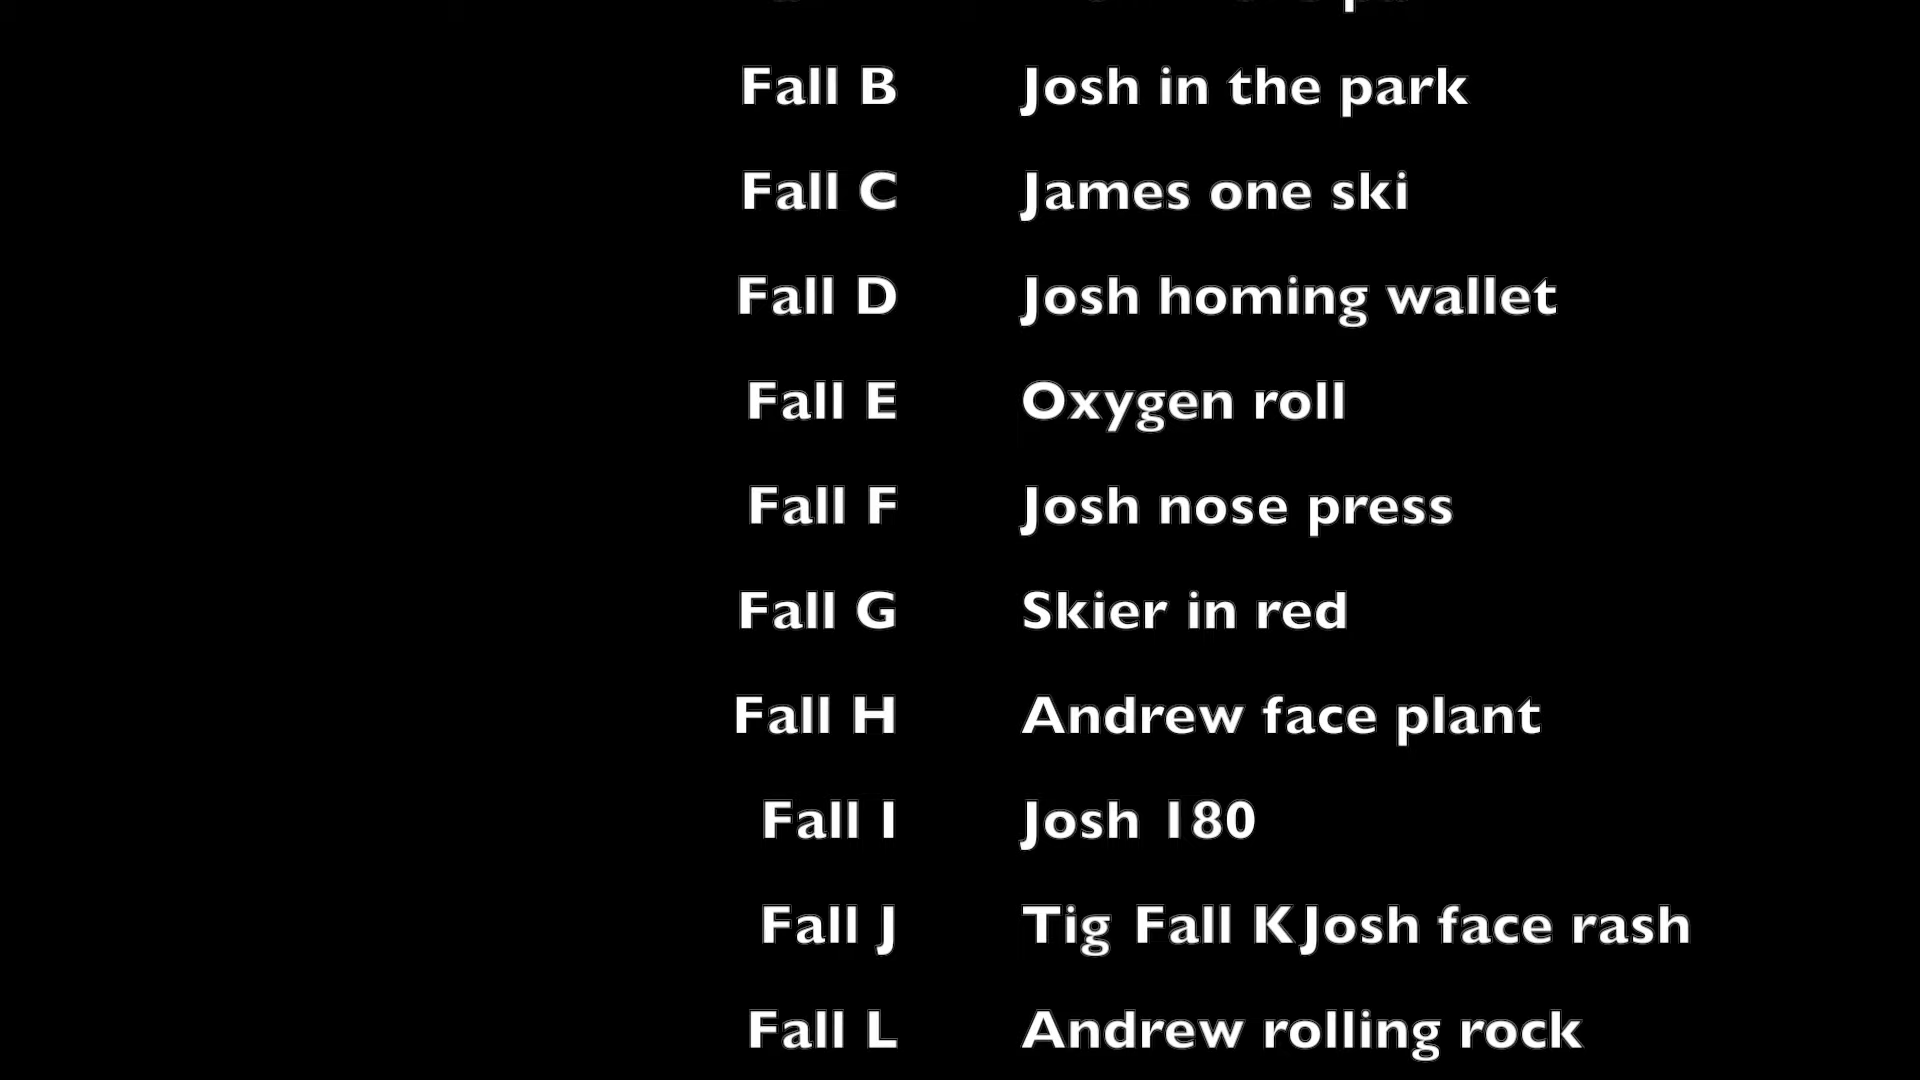 Fall B Josh in the park
Fall C James one ski
Fall D Josh homing wallet
Fall E Oxygen roll
Fall F Josh nose press
Fall G Skier in red
Fall H Andrew face plant
Fall I Josh 180
Fall J Tig Fall K Josh face rash
Fall L Andrew rolling rock